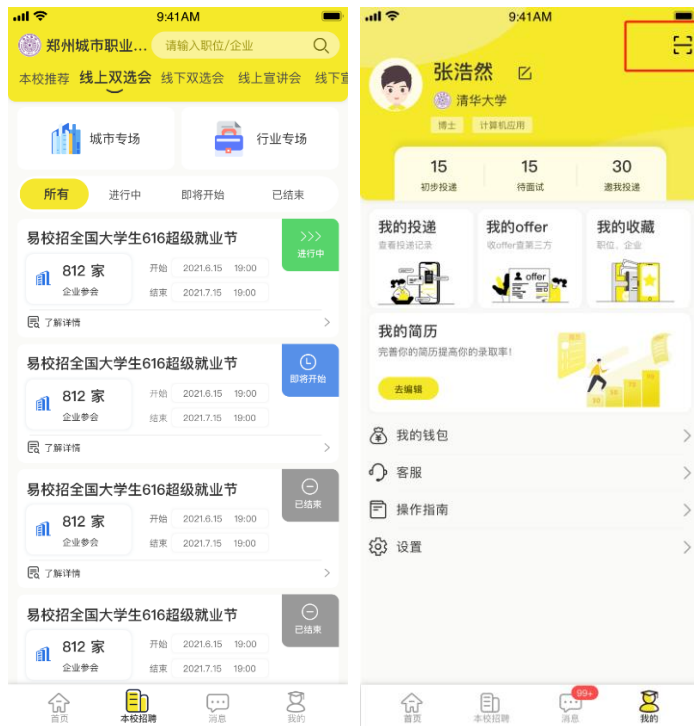 9:41AM
郑州城市职业...
请输入职位/企业
本校推荐 线上双选会 线下双选会 线上宣讲会 线下宣
城市专场
行业专场
所有 进行中 即将开始 已结束
易校招全国大学生616超级就业节
>>>
进行中
812 家
企业参会
开始 2021.6.15 19:00
结束 2021.7.15 19:00
了解详情
易校招全国大学生616超级就业节
即将开始
812 家
企业参会
开始 2021.6.15 19:00
结束 2021.7.15 19:00
了解详情
易校招全国大学生616超级就业节
已结束
812 家
企业参会
开始 2021.6.15 19:00
结束 2021.7.15 19:00
了解详情
易校招全国大学生616超级就业节
已结束
812 家
企业参会
开始 2021.6.15 19:00
结束 2021.7.15 19:00
首页 本校招聘 消息 我的
9:41AM
张浩然
清华大学
博士 计算机应用
15 15 30
初步投递 待面试 邀我投递
我的投递
查看投递记录
我的offer
收offer查第三方
offer
我的收藏
职位、企业
我的简历
完善你的简历提高你的录取率!
去编辑
我的钱包
客服
操作指南
设置
99+
首页 本校招聘 消息 我的